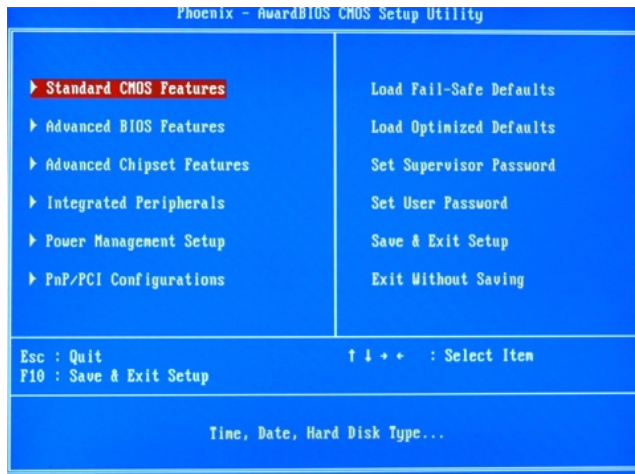 Phoenix - AwardBIOS CMOS Setup Utility
Standard CMOS Features
Advanced BIOS Features
Advanced Chipset Features
Integrated Peripherals
Power Management Setup
PnP/PCI Configurations
Load Fail-Safe Defaults
Load Optimized Defaults
Set Supervisor Password
Set User Password
Save & Exit Setup
Exit Without Saving
Esc : Quit
F10 : Save & Exit Setup
↑ ↓ → ← : Select Item
Time, Date, Hard Disk Type...